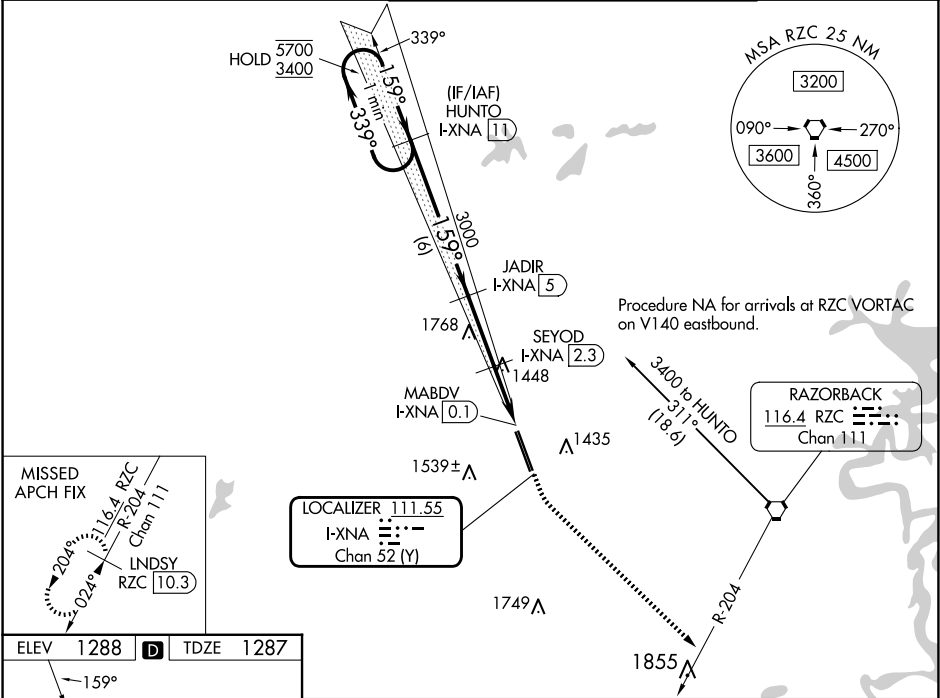 HOLD 5700
3400
339°
159°
1 min
339°
(IF/IAF)
HUNTO
I-XNA 11
MSA RZC 25 NM
3200
090°
270°
3600
4500
360°
3000
159°
(6)
JADIR
I-XNA 5
1768
SEYOD
I-XNA 2.3
1448
MABDV
I-XNA 0.1
Procedure NA for arrivals at RZC VORTAC
on V140 eastbound.
3400 to HUNTO
311°
(18.6)
RAZORBACK
116.4 RZC
Chan 111
1435
1539±
LOCALIZER 111.55
I-XNA
Chan 52 (Y)
MISSED
APCH FIX
116.4 RZC
R-204
Chan 111
204°
024°
LNDSY
RZC 10.3
1749
R-204
1855
ELEV 1288 D TDZE 1287
159°